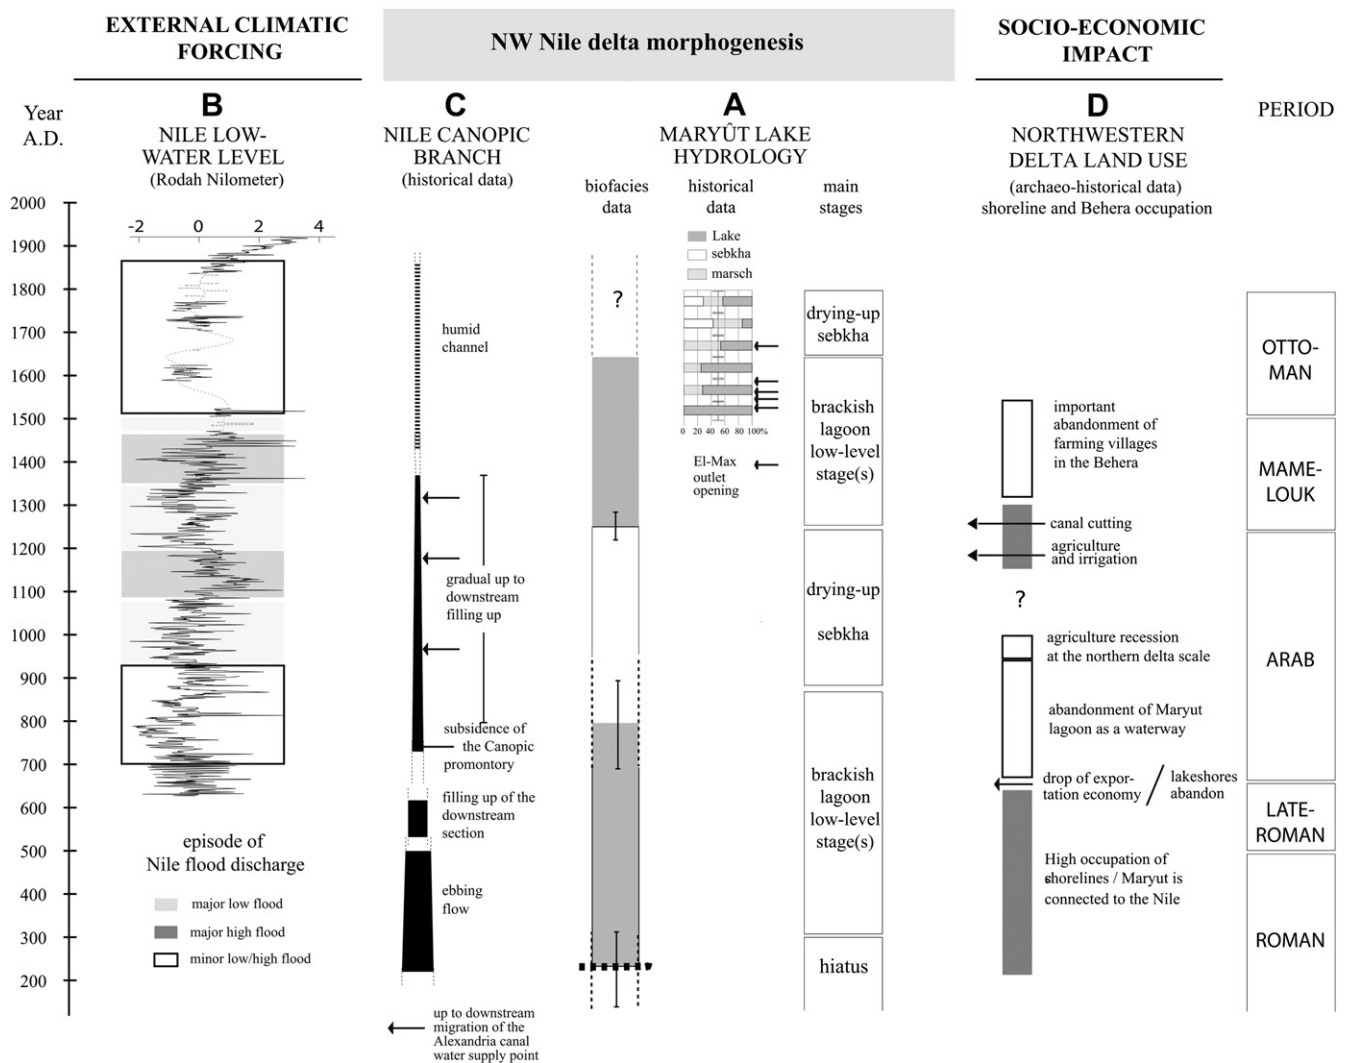 EXTERNAL CLIMATIC
FORCING
NW Nile delta morphogenesis
SOCIO-ECONOMIC
IMPACT
Year
A.D.
B
NILE LOW-
WATER LEVEL
(Rodah Nilometer)
C
NILE CANOPIC
BRANCH
(historical data)
A
MARYÛT LAKE
HYDROLOGY
biofacies
data
historical
data
main
stages
D
NORTHWESTERN
DELTA LAND USE
(archaeo-historical data)
shoreline and Behera occupation
PERIOD
2000
1900
1800
1700
1600
1500
1400
1300
1200
1100
1000
900
800
700
600
500
400
300
200
-2 0 2 4
episode of
Nile flood discharge
major low flood
major high flood
minor low/high flood
humid
channel
gradual up to
downstream
filling up
subsidence of
the Canopic
promontory
filling up of the
downstream
section
ebbing
flow
up to downstream
migration of the
Alexandria canal
water supply point
?
Lake
sebkha
marsch
0 20 40 60 80 100%
El-Max
outlet
opening
drying-up
sebkha
brackish
lagoon
low-level
stage(s)
drying-up
sebkha
brackish
lagoon
low-level
stage(s)
hiatus
important
abandonment of
farming villages
in the Behera
canal cutting
agriculture
and irrigation
?
agriculture recession
at the northern delta scale
abandonment of Maryut
lagoon as a waterway
drop of expor-
tation economy
/ lakeshores
abandon
High occupation of
shorelines / Maryut is
connected to the Nile
OTTO-
MAN
MAME-
LOUK
ARAB
LATE-
ROMAN
ROMAN